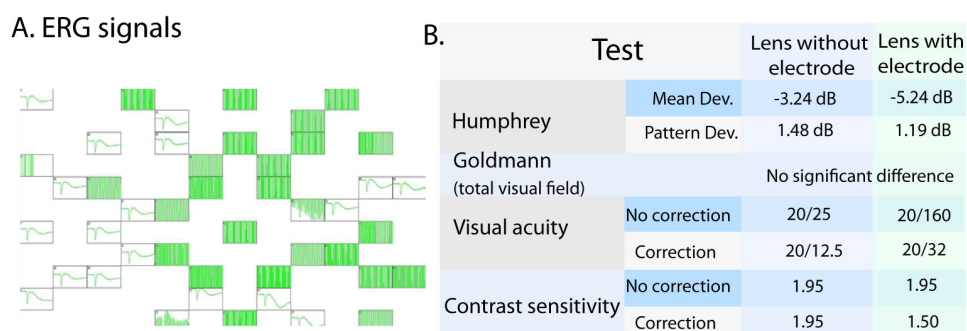 A. ERG signals
B.
Test
Lens without
electrode
Lens with
electrode
Humphrey
Mean Dev.
-3.24 dB
-5.24 dB
Pattern Dev.
1.48 dB
1.19 dB
Goldmann
(total visual field)
No significant difference
Visual acuity
No correction
20/25
20/160
Correction
20/12.5
20/32
Contrast sensitivity
No correction
1.95
1.95
Correction
1.95
1.50